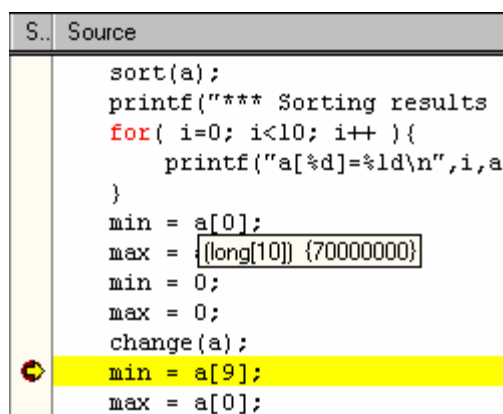 S.. Source
sort(a);
printf("*** Sorting results
for( i=0; i<10; i++ ){
printf("a[%d]=%ld\n",i,a
}
min = a[0];
max =
(long[10]) {70000000}
min = 0;
max = 0;
change(a);
min = a[9];
max = a[0];